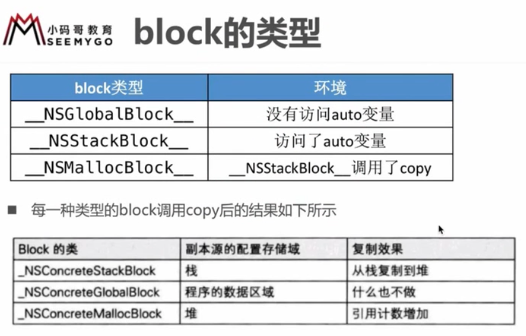 小码哥教育
SEEMYGO
block的类型
block类型 环境
__NSGlobalBlock__ 没有访问auto变量
__NSStackBlock__ 访问了auto变量
__NSMallocBlock__ __NSStackBlock__调用了copy
■ 每一种类型的block调用copy后的结果如下所示
Block 的类 副本源的配置存储域 复制效果
_NSConcreteStackBlock 栈 从栈复制到堆
_NSConcreteGlobalBlock 程序的数据区域 什么也不做
_NSConcreteMallocBlock 堆 引用计数增加